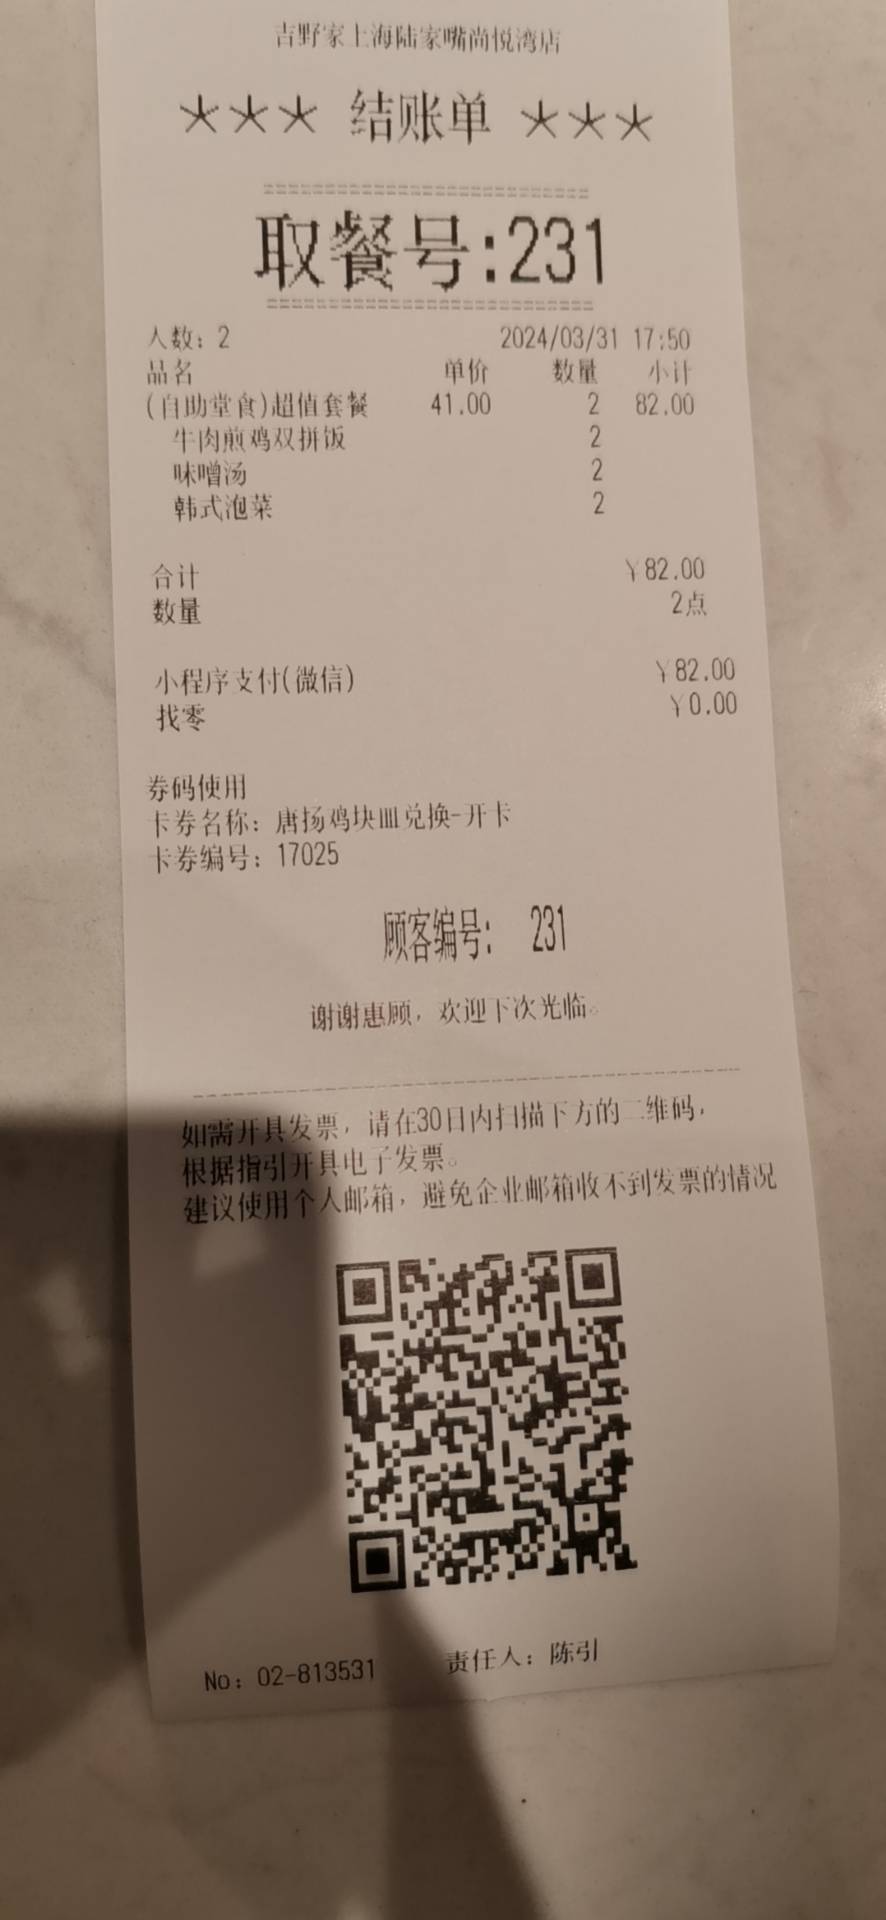 吉野家上海陆家嘴尚悦湾店
*** 结账单 ***
==============================
取餐号:231
==============================
人数: 2 2024/03/31 17:50
品名 单价 数量 小计
(自助堂食)超值套餐 41.00 2 82.00
牛肉煎鸡双拼饭 2
味噌汤 2
韩式泡菜 2
合计 ¥82.00
数量 2点
小程序支付(微信) ¥82.00
找零 ¥0.00
券码使用
卡券名称: 唐扬鸡块皿兑换-开卡
卡券编号: 17025
顾客编号: 231
谢谢惠顾, 欢迎下次光临。
如需开具发票, 请在30日内扫描下方的二维码,
根据指引开具电子发票。
建议使用个人邮箱, 避免企业邮箱收不到发票的情况
No: 02-813531 责任人: 陈引